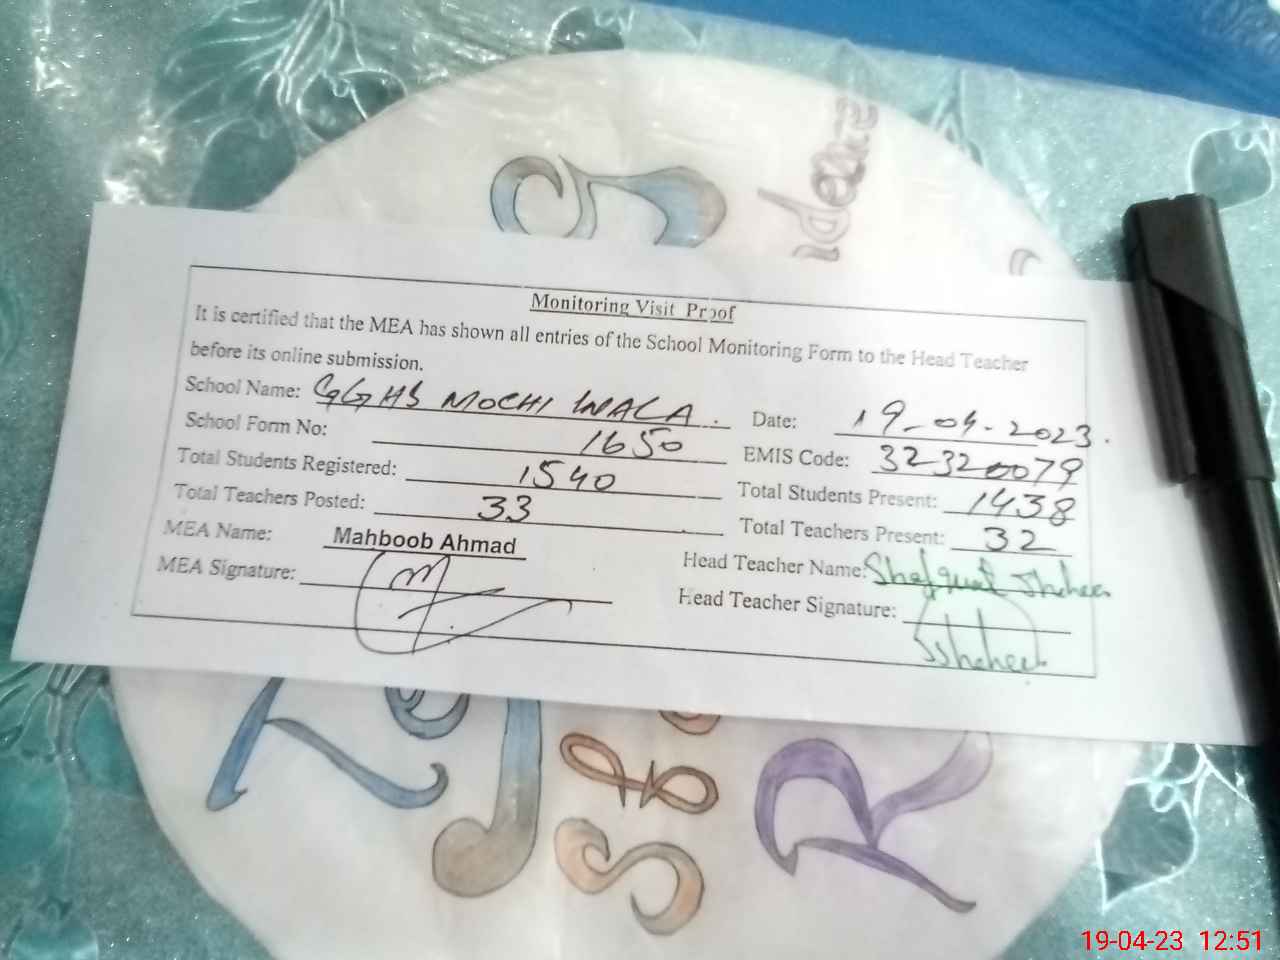 Monitoring Visit Proof
It is certified that the MEA has shown all entries of the School Monitoring Form to the Head Teacher
before its online submission.
School Name: GGHS MOCHI WALA. Date: 19-04-2023.
School Form No: 1650 EMIS Code: 32320079
Total Students Registered: 1540 Total Students Present: 1438
Total Teachers Posted: 33 Total Teachers Present: 32
MEA Name: Mahboob Ahmad Head Teacher Name:
MEA Signature: Head Teacher Signature:
19-04-23 12:51